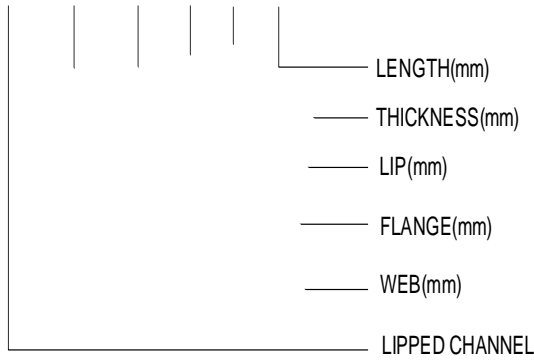 LENGTH(mm)
THICKNESS(mm)
LIP(mm)
FLANGE(mm)
WEB(mm)
LIPPED CHANNEL